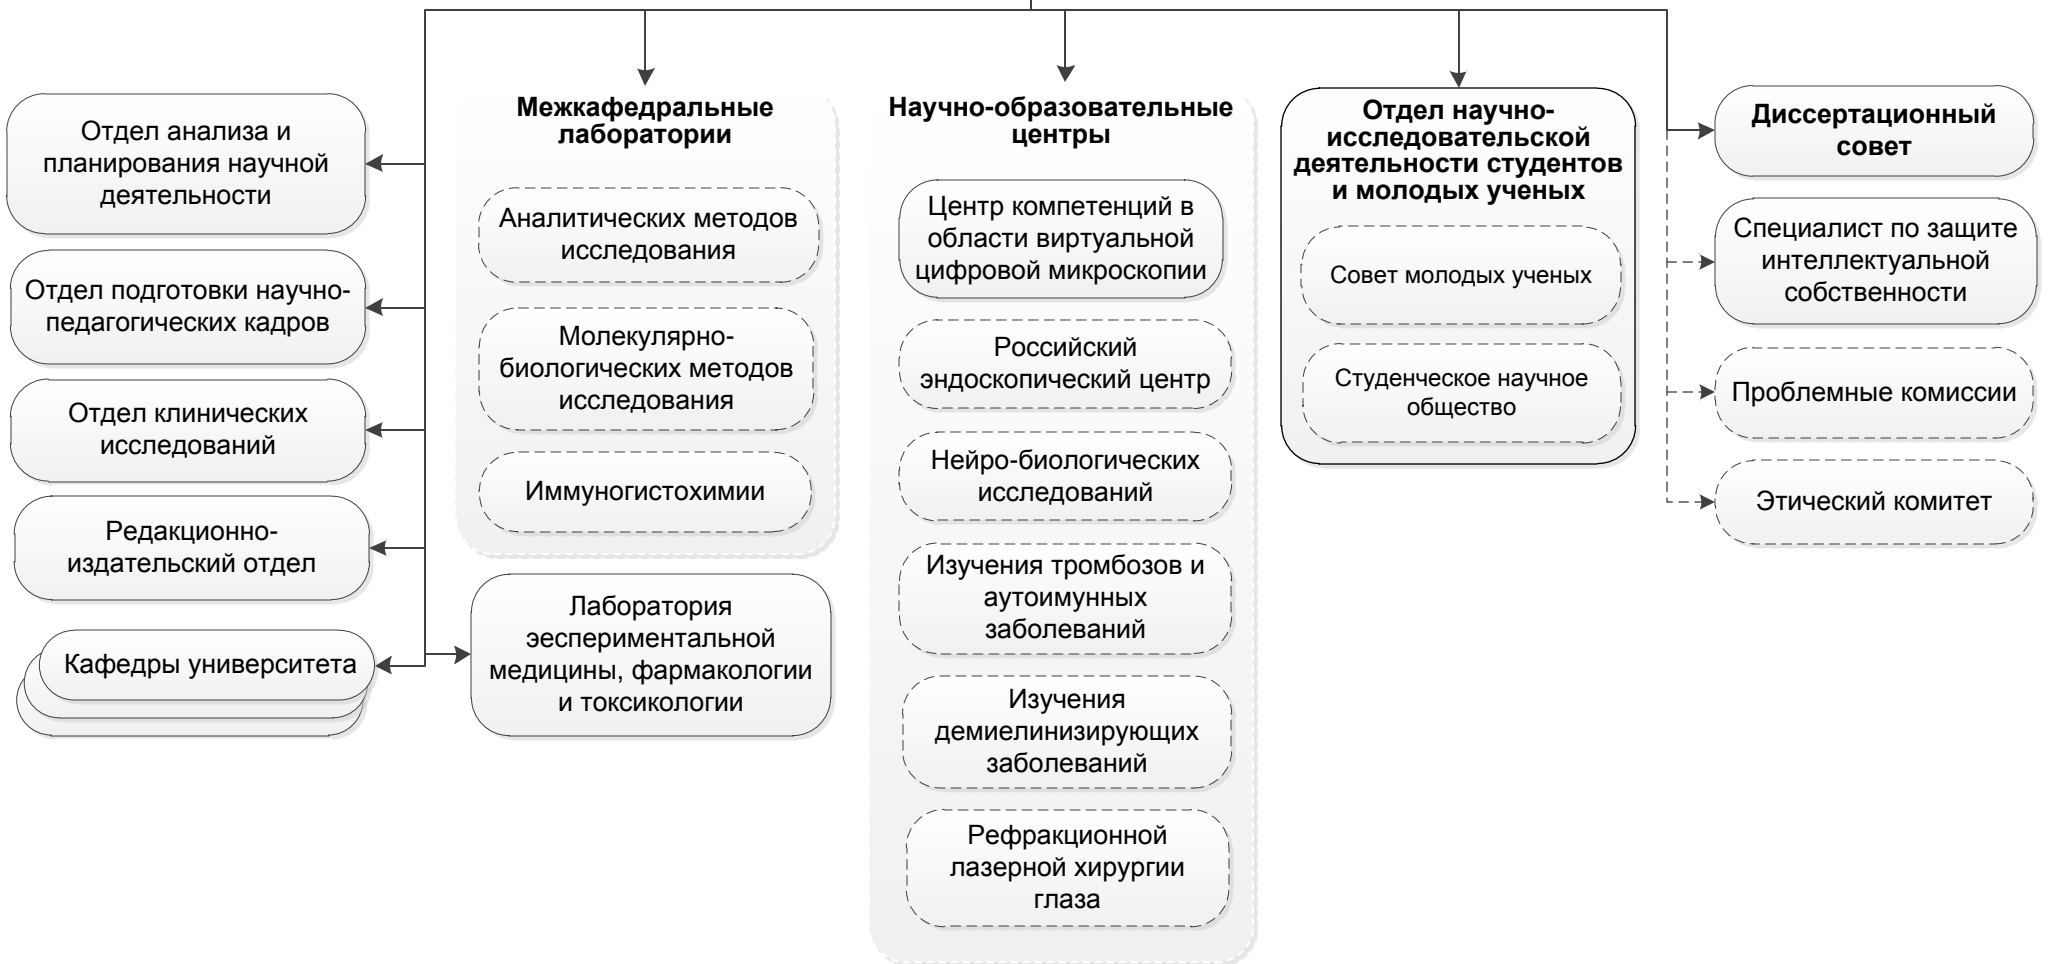 Отдел анализа и
планирования научной
деятельности
Отдел подготовки научно-
педагогических кадров
Отдел клинических
исследований
Редакционно-
издательский отдел
Кафедры университета
Межкафедральные
лаборатории
Аналитических методов
исследования
Молекулярно-
биологических методов
исследования
Иммуногистохимии
Лаборатория
эеспериментальной
медицины, фармакологии
и токсикологии
Научно-образовательные
центры
Центр компетенций в
области виртуальной
цифровой микроскопии
Российский
эндоскопический центр
Нейро-биологических
исследований
Изучения тромбозов и
аутоимунных
заболеваний
Изучения
демиелинизирующих
заболеваний
Рефракционной
лазерной хирургии
глаза
Отдел научно-
исследовательской
деятельности студентов
и молодых ученых
Совет молодых ученых
Студенческое научное
общество
Диссертационный
совет
Специалист по защите
интеллектуальной
собственности
Проблемные комиссии
Этический комитет